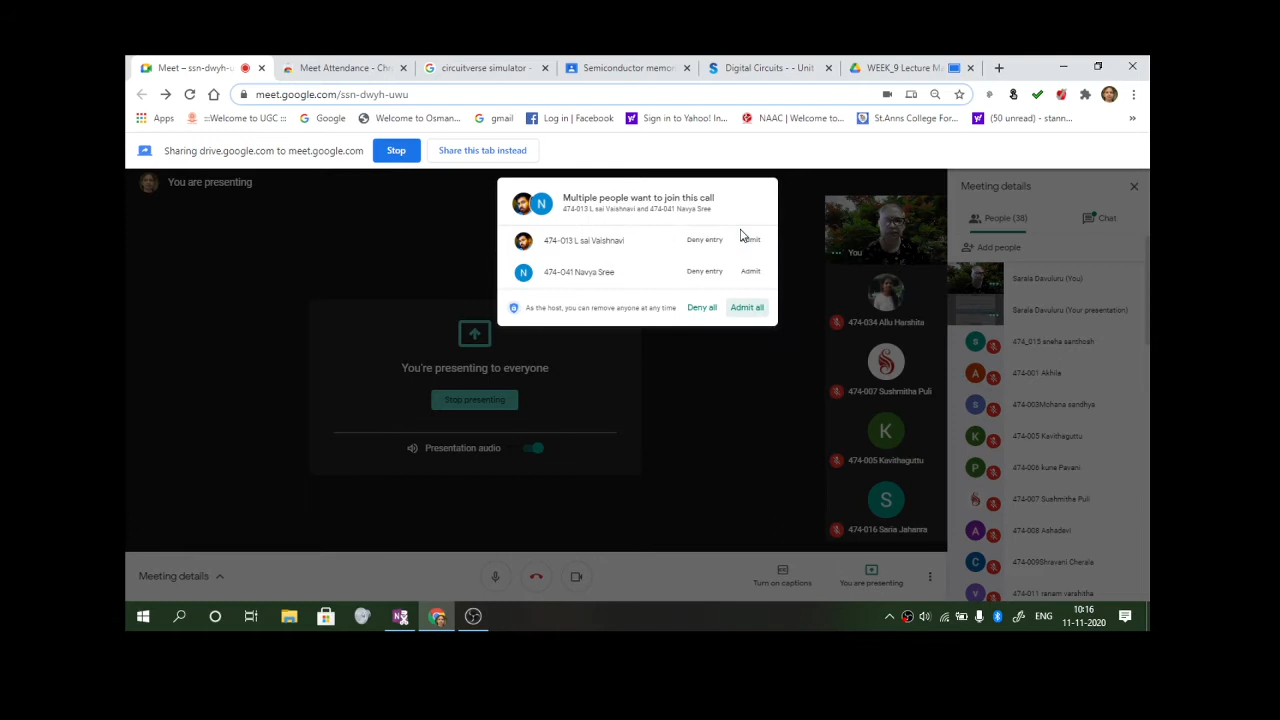 Meet – ssn-dwyh-u
Meet Attendance - Chr
circuitverse simulator -
Semiconductor memor
Digital Circuits - - Unit
WEEK_9 Lecture Ma
meet.google.com/ssn-dwyh-uwu
Apps
:::Welcome to UGC :::
Google
Welcome to Osman...
gmail
Log in | Facebook
Sign in to Yahoo! In...
NAAC | Welcome to...
St.Anns College For...
(50 unread) - stann...
Sharing drive.google.com to meet.google.com
Stop
Share this tab instead
You are presenting
Multiple people want to join this call
474-013 L sai Vaishnavi and 474-041 Navya Sree
474-013 L sai Vaishnavi
Deny entry
474-041 Navya Sree
Deny entry
Admit
As the host, you can remove anyone at any time
Deny all
Admit all
You're presenting to everyone
Stop presenting
Presentation audio
You
474-034 Allu Harshita
474-007 Sushmitha Puli
K
474-005 Kavithaguttu
S
474-016 Saria Jahanra
Meeting details
People (38)
Chat
Add people
Sarala Davuluru (You)
Sarala Davuluru (Your presentation)
474_015 sneha santhosh
474-001 Akhila
474-003Mohana sandhya
474-005 Kavithaguttu
474-006 kune Pavani
474-007 Sushmitha Puli
474-008 Ashadevi
474-009Shravani Cherala
474-011 ranam varshitha
Meeting details
Turn on captions
You are presenting
ENG
10:16
11-11-2020